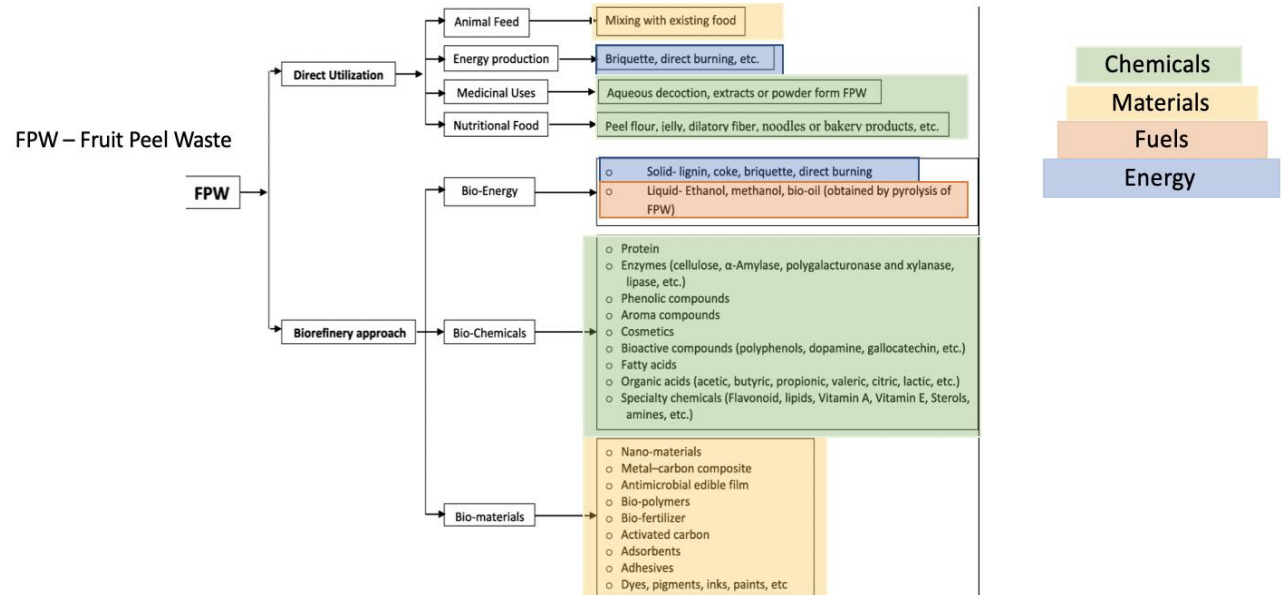 FPW – Fruit Peel Waste
FPW
Direct Utilization
Animal Feed
Mixing with existing food
Energy production
Briquette, direct burning, etc.
Medicinal Uses
Aqueous decoction, extracts or powder form FPW
Nutritional Food
Peel flour, jelly, dilatory fiber, noodles or bakery products, etc.
Biorefinery approach
Bio-Energy
○ Solid- lignin, coke, briquette, direct burning
○ Liquid- Ethanol, methanol, bio-oil (obtained by pyrolysis of
FPW)
Bio-Chemicals
○ Protein
○ Enzymes (cellulose, α-Amylase, polygalacturonase and xylanase,
lipase, etc.)
○ Phenolic compounds
○ Aroma compounds
○ Cosmetics
○ Bioactive compounds (polyphenols, dopamine, gallocatechin, etc.)
○ Fatty acids
○ Organic acids (acetic, butyric, propionic, valeric, citric, lactic, etc.)
○ Specialty chemicals (Flavonoid, lipids, Vitamin A, Vitamin E, Sterols,
amines, etc.)
Bio-materials
○ Nano-materials
○ Metal–carbon composite
○ Antimicrobial edible film
○ Bio-polymers
○ Bio-fertilizer
○ Activated carbon
○ Adsorbents
○ Adhesives
○ Dyes, pigments, inks, paints, etc
Chemicals
Materials
Fuels
Energy